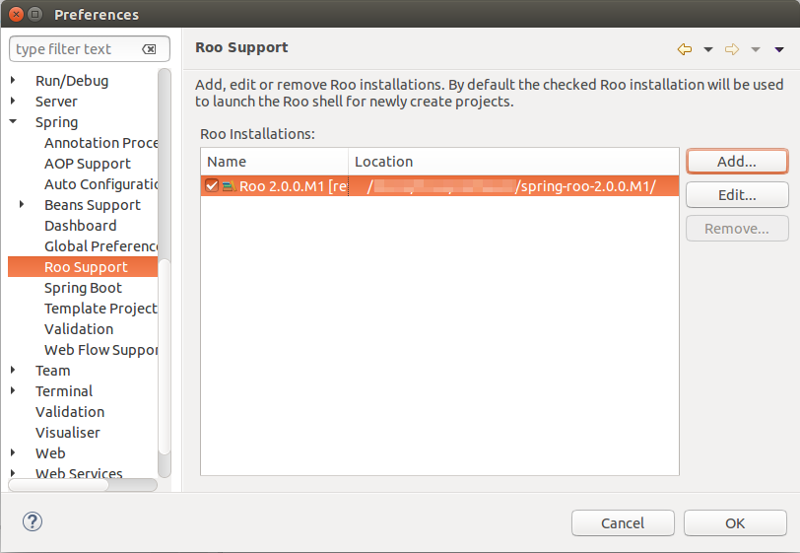 Preferences
type filter text
Run/Debug
Server
Spring
Annotation Proce
AOP Support
Auto Configuratio
Beans Support
Dashboard
Global Preference
Roo Support
Spring Boot
Template Project
Validation
Web Flow Suppor
Team
Terminal
Validation
Visualiser
Web
Web Services
Roo Support
Add, edit or remove Roo installations. By default the checked Roo installation will be used
to launch the Roo shell for newly create projects.
Roo Installations:
Name Location
Roo 2.0.0.M1 [re / /spring-roo-2.0.0.M1/
Add...
Edit...
Remove...
?
Cancel OK